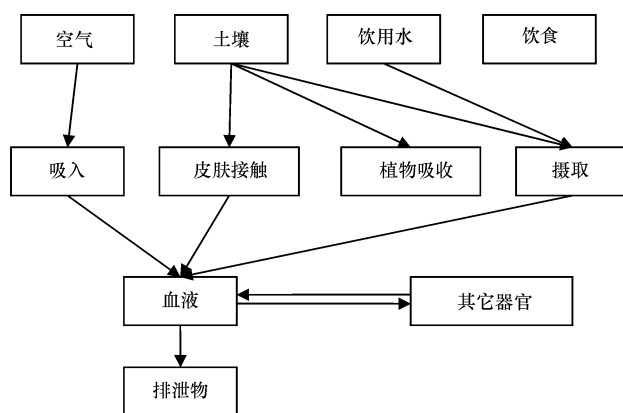 空气
土壤
饮用水
饮食
吸入
皮肤接触
植物吸收
摄取
血液
其它器官
排泄物